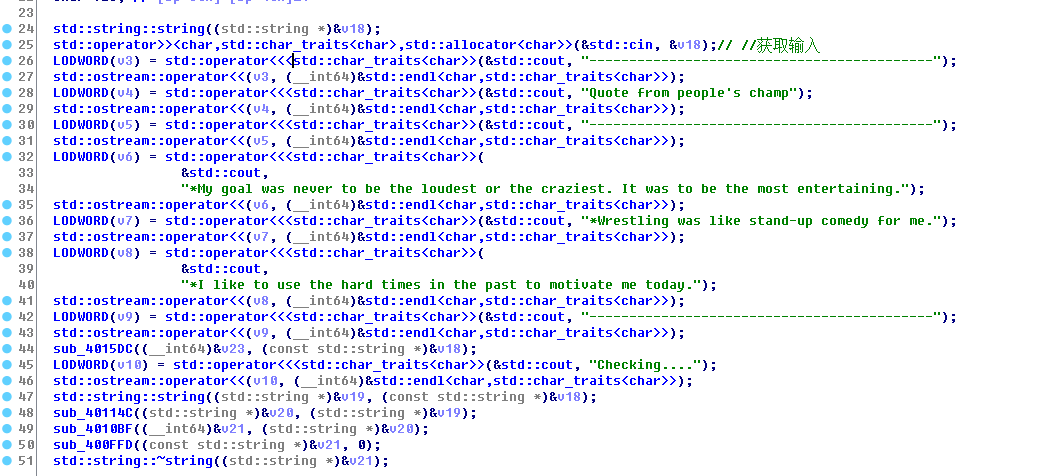 23
24 std::string::string((std::string *)&v18);
25 std::operator>><char,std::char_traits<char>,std::allocator<char>>(&std::cin, &v18);// //获取输入
26 LODWORD(v3) = std::operator<<<std::char_traits<char>>(&std::cout, "-------------------------------------------");
27 std::ostream::operator<<(v3, (__int64)&std::endl<char,std::char_traits<char>>);
28 LODWORD(v4) = std::operator<<<std::char_traits<char>>(&std::cout, "Quote from people's champ");
29 std::ostream::operator<<(v4, (__int64)&std::endl<char,std::char_traits<char>>);
30 LODWORD(v5) = std::operator<<<std::char_traits<char>>(&std::cout, "-------------------------------------------");
31 std::ostream::operator<<(v5, (__int64)&std::endl<char,std::char_traits<char>>);
32 LODWORD(v6) = std::operator<<<std::char_traits<char>>(
33 &std::cout,
34 "*My goal was never to be the loudest or the craziest. It was to be the most entertaining.");
35 std::ostream::operator<<(v6, (__int64)&std::endl<char,std::char_traits<char>>);
36 LODWORD(v7) = std::operator<<<std::char_traits<char>>(&std::cout, "*Wrestling was like stand-up comedy for me.");
37 std::ostream::operator<<(v7, (__int64)&std::endl<char,std::char_traits<char>>);
38 LODWORD(v8) = std::operator<<<std::char_traits<char>>(
39 &std::cout,
40 "*I like to use the hard times in the past to motivate me today.");
41 std::ostream::operator<<(v8, (__int64)&std::endl<char,std::char_traits<char>>);
42 LODWORD(v9) = std::operator<<<std::char_traits<char>>(&std::cout, "-------------------------------------------");
43 std::ostream::operator<<(v9, (__int64)&std::endl<char,std::char_traits<char>>);
44 sub_4015DC((__int64)&v23, (const std::string *)&v18);
45 LODWORD(v10) = std::operator<<<std::char_traits<char>>(&std::cout, "Checking....");
46 std::ostream::operator<<(v10, (__int64)&std::endl<char,std::char_traits<char>>);
47 std::string::string((std::string *)&v19, (const std::string *)&v18);
48 sub_40114C((std::string *)&v20, (std::string *)&v19);
49 sub_4010BF((__int64)&v21, (std::string *)&v20);
50 sub_400FFD((const std::string *)&v21, 0);
51 std::string::~string((std::string *)&v21);